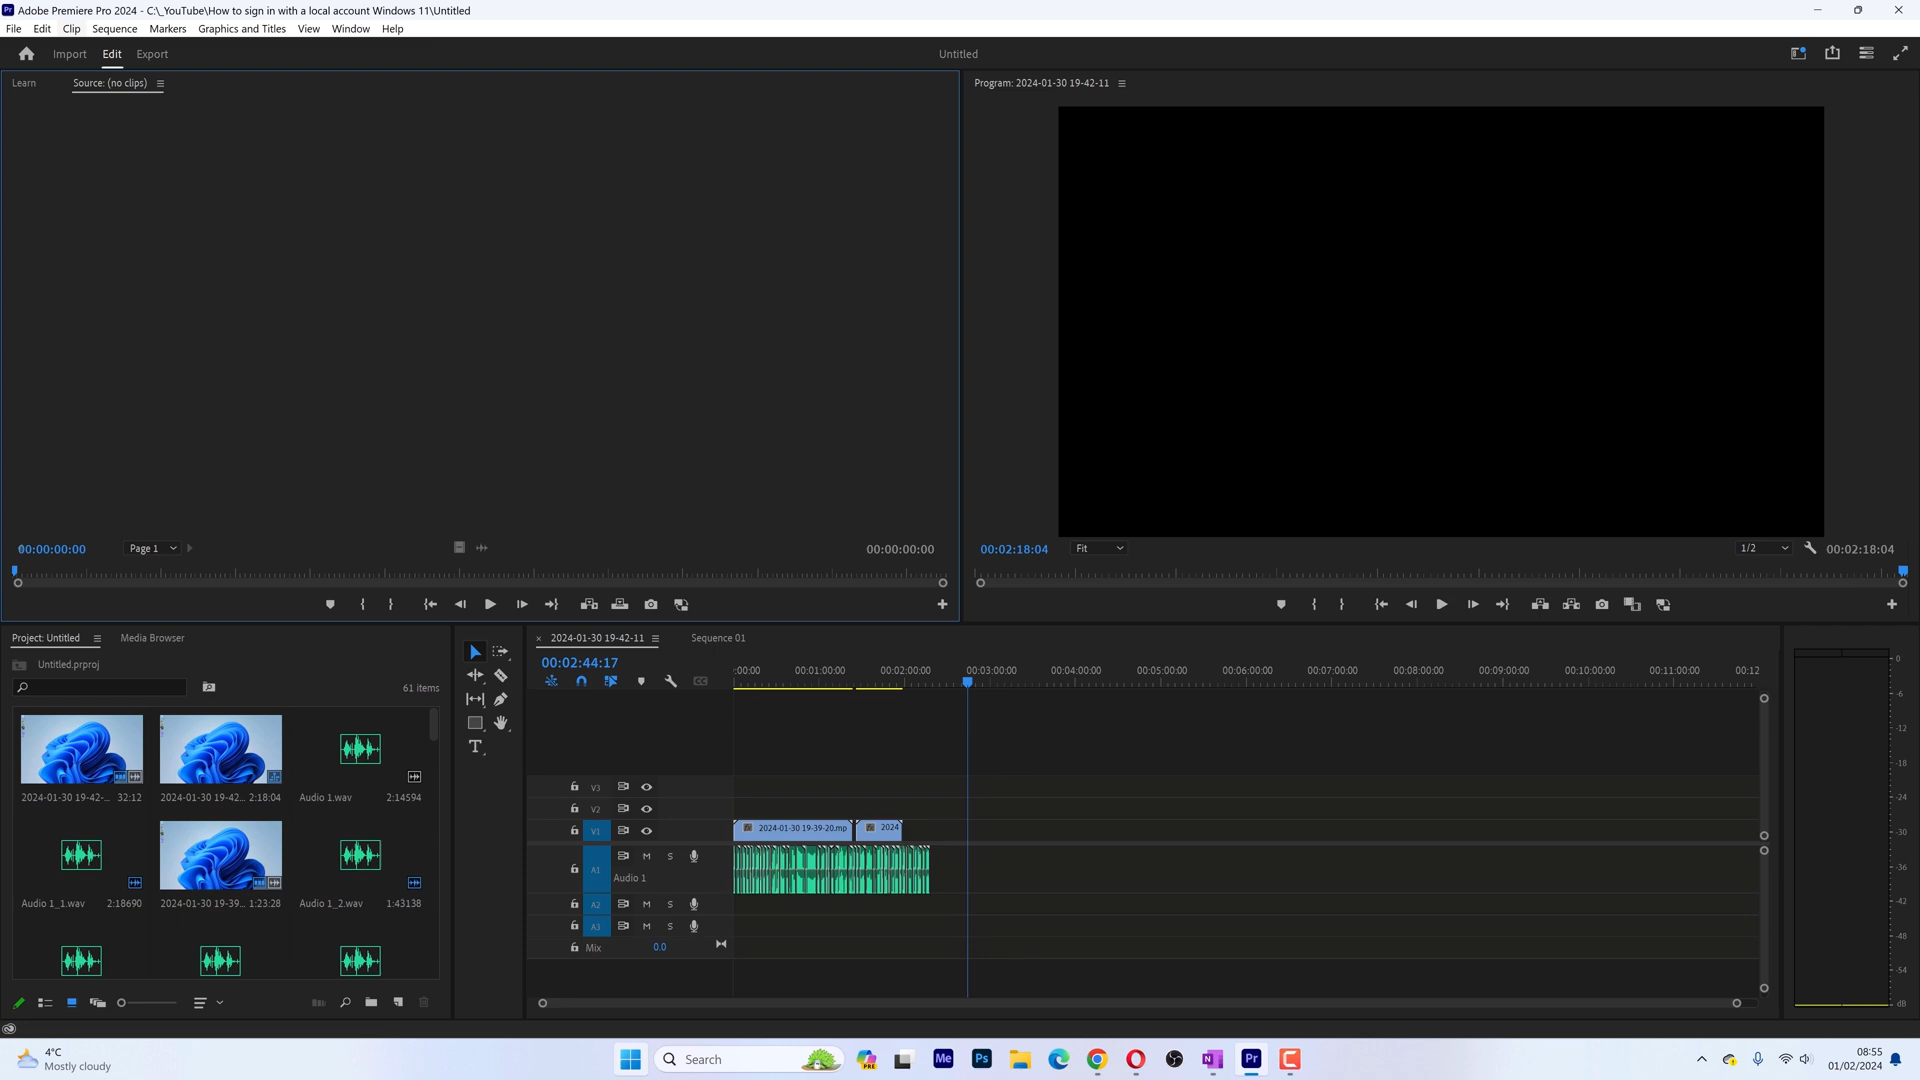 Adobe Premiere Pro 2024 - C:\_YouTube\How to sign in with a local account Windows 11\Untitled
File Edit Clip Sequence Markers Graphics and Titles View Window Help
Import Edit Export Untitled
Learn Source: (no clips) Program: 2024-01-30 19-42-11
00:00:00:00 Page 1 00:00:00:00 00:02:18:04 Fit 1/2 00:02:18:04
Project: Untitled Media Browser
Untitled.prproj
61 items
2024-01-30 19-42-... 32:12 2024-01-30 19-42... 2:18:04 Audio 1.wav 2:14594
Audio 1_1.wav 2:18690 2024-01-30 19-39... 1:23:28 Audio 1_2.wav 1:43138
T
× 2024-01-30 19-42-11 Sequence 01
00:02:44:17
:00:00 00:01:00:00 00:02:00:00 00:03:00:00 00:04:00:00 00:05:00:00 00:06:00:00 00:07:00:00 00:08:00:00 00:09:00:00 00:10:00:00 00:11:00:00 00:12
CC
V3
V2
V1 2024-01-30 19-39-20.mp 2024
A1 M S
Audio 1
A2 M S
A3 M S
Mix 0.0
0
-6
-12
-18
-24
-30
-36
-42
-48
-54
dB
4°C
Mostly cloudy
Search
PRE
Me Ps N Pr C
08:55
01/02/2024